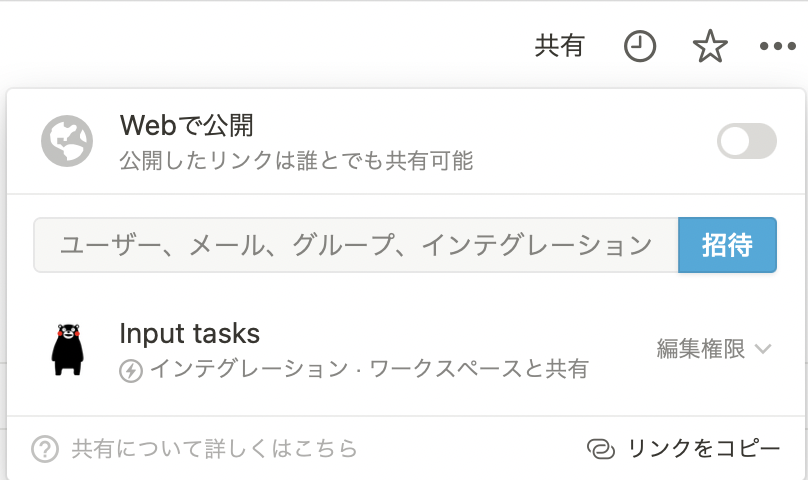 共有
Webで公開
公開したリンクは誰とでも共有可能
ユーザー、メール、グループ、インテグレーション 招待
Input tasks
インテグレーション · ワークスペースと共有
編集権限
共有について詳しくはこちら
リンクをコピー